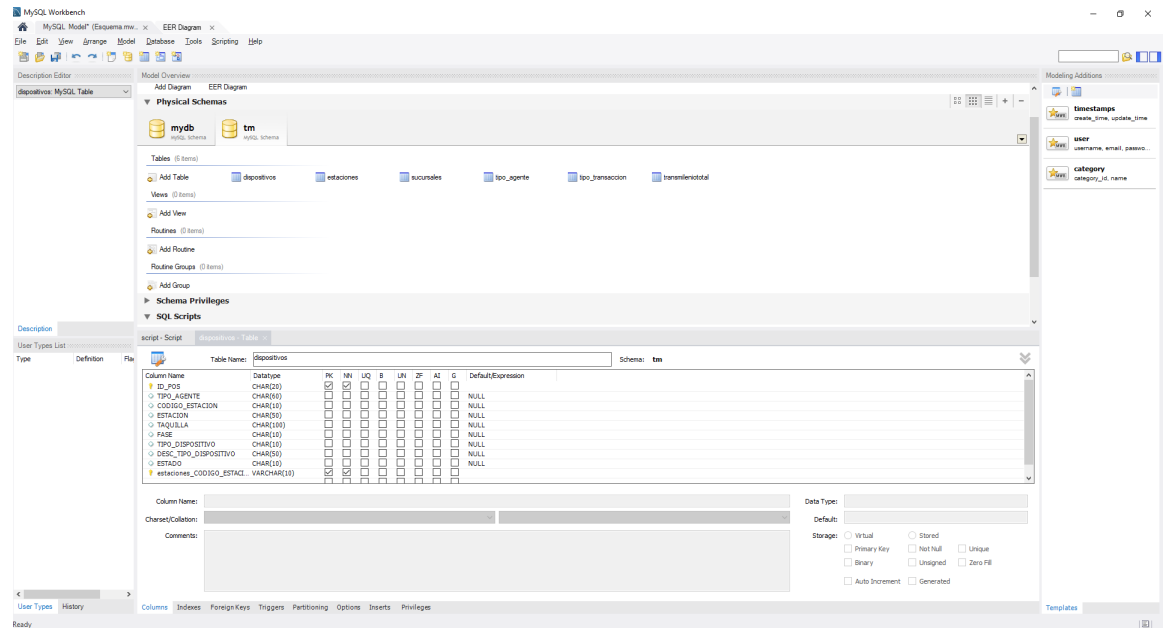 MySQL Workbench
MySQL Model* (Esquema.mw... × EER Diagram ×
File Edit View Arrange Model Database Tools Scripting Help
Description Editor
dispositivos: MySQL Table
Description
User Types List
Type Definition Flag
User Types History
Model Overview
Add Diagram EER Diagram
Physical Schemas
mydb
MySQL Schema
tm
MySQL Schema
Tables (6 items)
Add Table dispositivos estaciones sucursales tipo_agente tipo_transaccion transmileniototal
Views (0 items)
Add View
Routines (0 items)
Add Routine
Routine Groups (0 items)
Add Group
Schema Privileges
SQL Scripts
script - Script dispositivos - Table ×
Table Name: dispositivos Schema: tm
Column Name Datatype PK NN UQ B UN ZF AI G Default/Expression
ID_POS CHAR(20)
TIPO_AGENTE CHAR(60) NULL
CODIGO_ESTACION CHAR(10) NULL
ESTACION CHAR(50) NULL
TAQUILLA CHAR(100) NULL
FASE CHAR(10) NULL
TIPO_DISPOSITIVO CHAR(10) NULL
DESC_TIPO_DISPOSITIVO CHAR(50) NULL
ESTADO CHAR(10) NULL
estaciones_CODIGO_ESTACI... VARCHAR(10)
Column Name: Data Type:
Charset/Collation: Default:
Comments: Storage: Virtual Stored
Primary Key Not Null Unique
Binary Unsigned Zero Fill
Auto Increment Generated
Columns Indexes Foreign Keys Triggers Partitioning Options Inserts Privileges
Modeling Additions
timestamps
create_time, update_time
user
username, email, passwo...
category
category_id, name
Templates
Ready